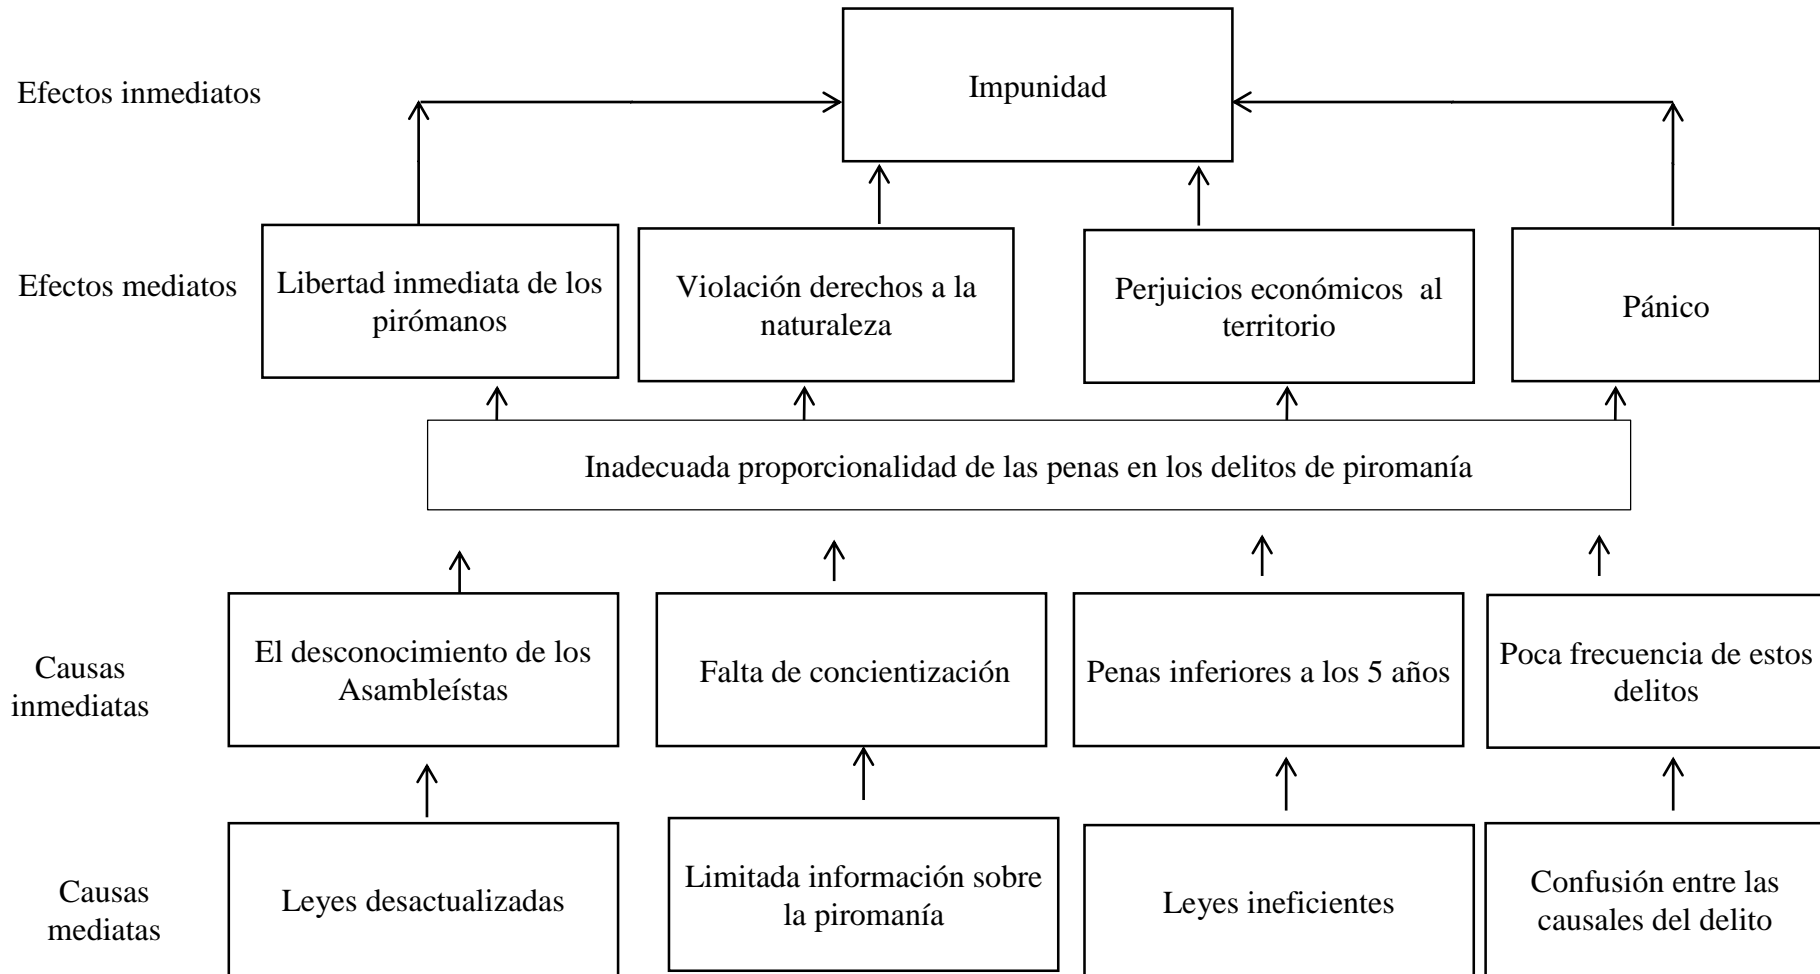 Impunidad
Efectos inmediatos
Efectos mediatos
Libertad inmediata de los
pirómanos
Violación derechos a la
naturaleza
Perjuicios económicos  al
territorio
Pánico
Inadecuada proporcionalidad de las penas en los delitos de piromanía
Causas
inmediatas
El desconocimiento de los
Asambleístas
Falta de concientización
Penas inferiores a los 5 años
Poca frecuencia de estos
delitos
Causas
mediatas
Leyes desactualizadas
Limitada información sobre
la piromanía
Leyes ineficientes
Confusión entre las
causales del delito